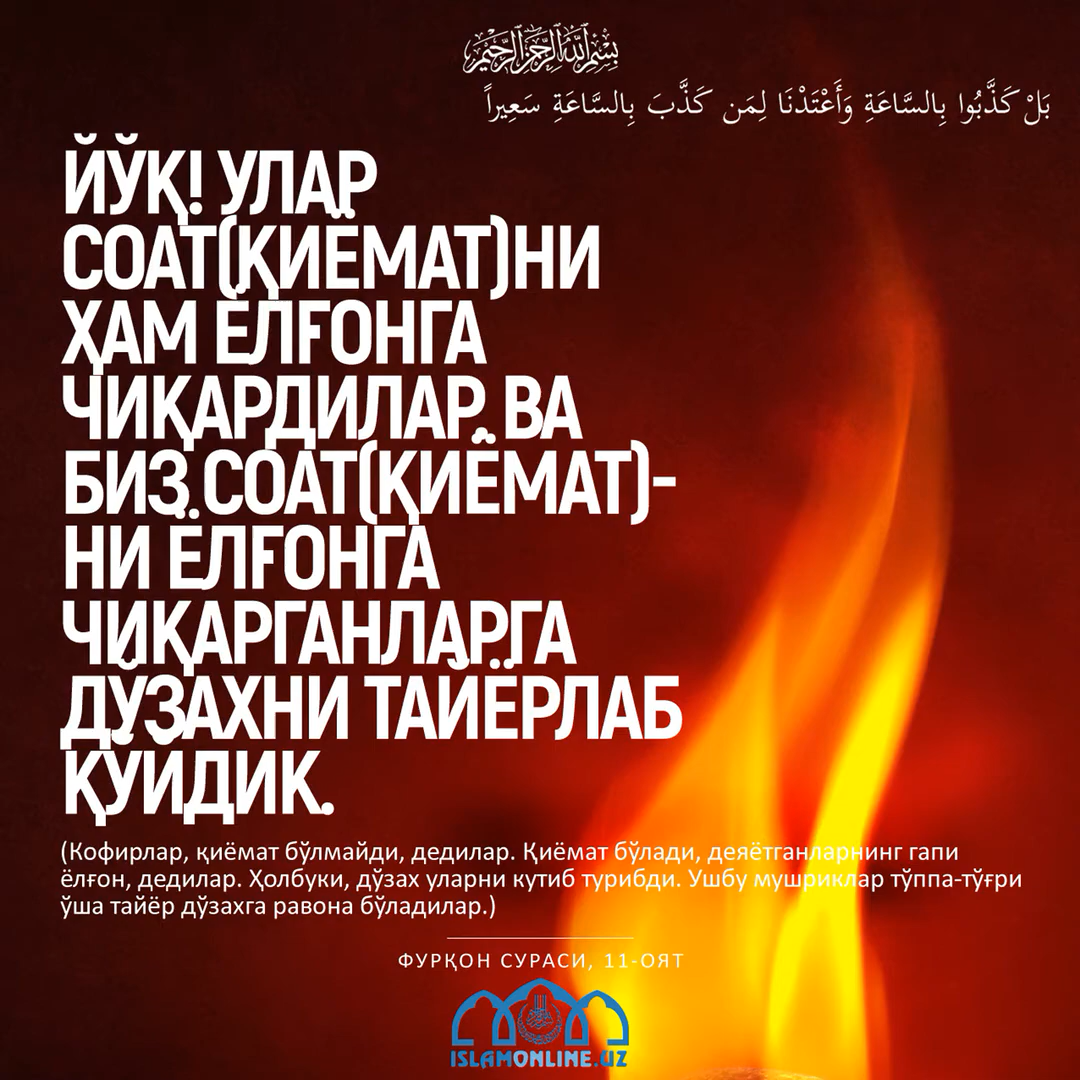 بِسْمِ اللَّهِ الرَّحْمَنِ الرَّحِيمِ
بَلْ كَذَّبُوا بِالسَّاعَةِ وَأَعْتَدْنَا لِمَن كَذَّبَ بِالسَّاعَةِ سَعِيراً
ЙЎҚ! УЛАР
СОАТ(ҚИЁМАТ)НИ
ҲАМ ЁЛҒОНГА
ЧИҚАРДИЛАР. ВА
БИЗ СОАТ(ҚИЁМАТ)-
НИ ЁЛҒОНГА
ЧИҚАРГАНЛАРГА
ДЎЗАХНИ ТАЙЁРЛАБ
ҚЎЙДИК.
(Кофирлар, қиёмат бўлмайди, дедилар. Қиёмат бўлади, деяётганларнинг гапи
ёлғон, дедилар. Ҳолбуки, дўзах уларни кутиб турибди. Ушбу мушриклар тўппа-тўғри
ўша тайёр дўзахга равона бўладилар.)
ФУРҚОН СУРАСИ, 11-ОЯТ
ISLAMONLINE.UZ